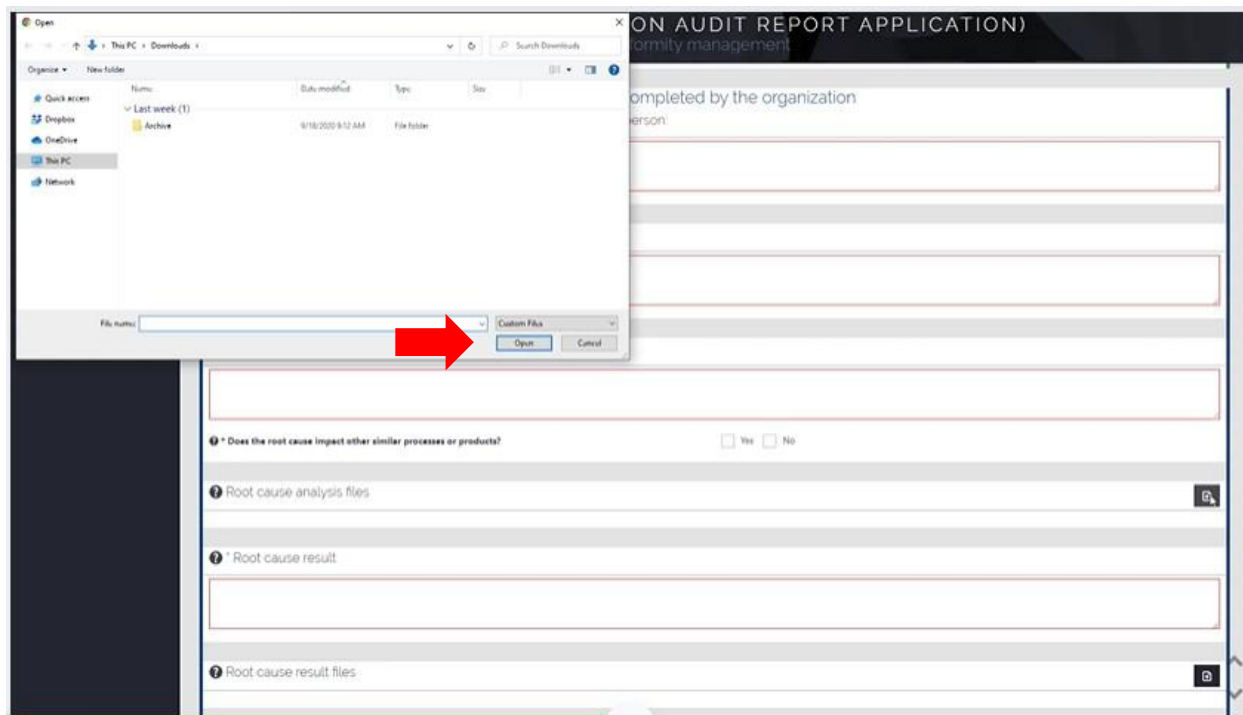 Open
ON AUDIT REPORT APPLICATION)
This PC > Downloads >
Search Downloads
formity management
Organize New folder
Name Date modified Type Size
Quick access
Last week (1)
ompleted by the organization
Dropbox
Archive 9/18/2020 9:12 AM File folder
erson:
OneDrive
This PC
Network
File name: Custom Files
Open Cancel
* Does the root cause impact other similar processes or products? Yes No
Root cause analysis files
* Root cause result
Root cause result files